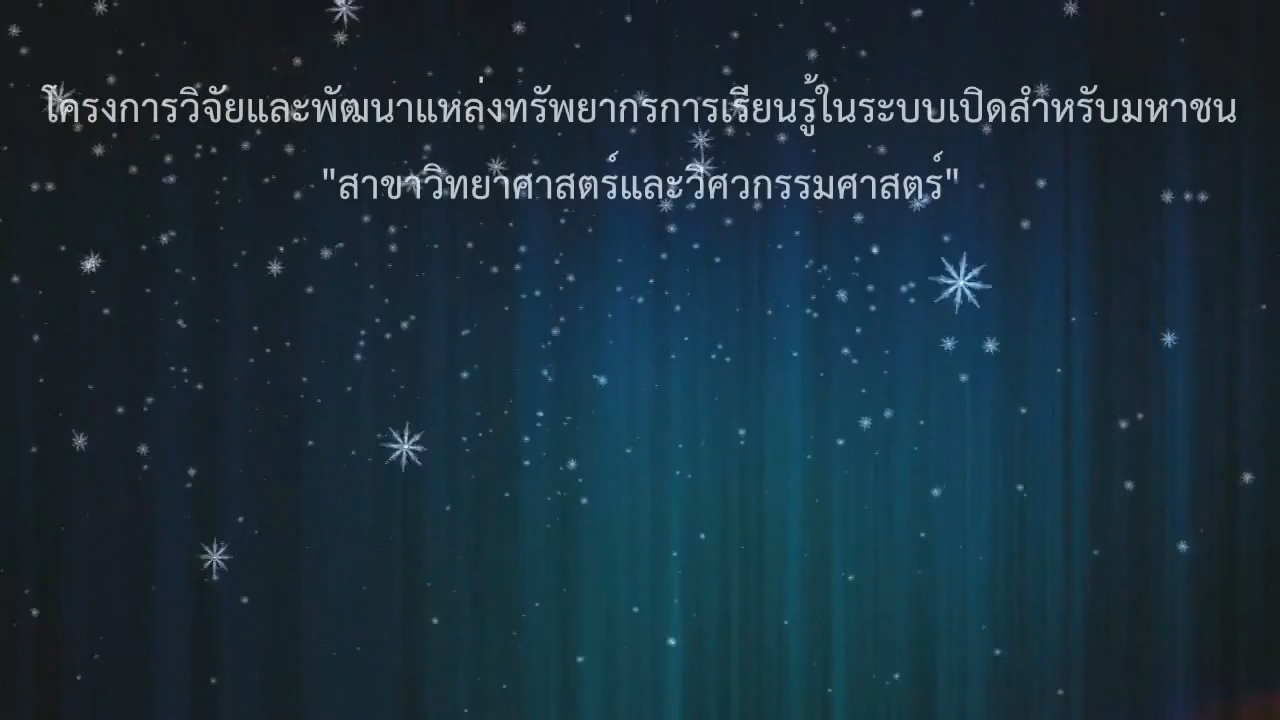 โครงการวิจัยและพัฒนาแหล่งทรัพยากรการเรียนรู้ในระบบเปิดสำหรับมหาชน
"สาขาวิทยาศาสตร์และวิศวกรรมศาสตร์"